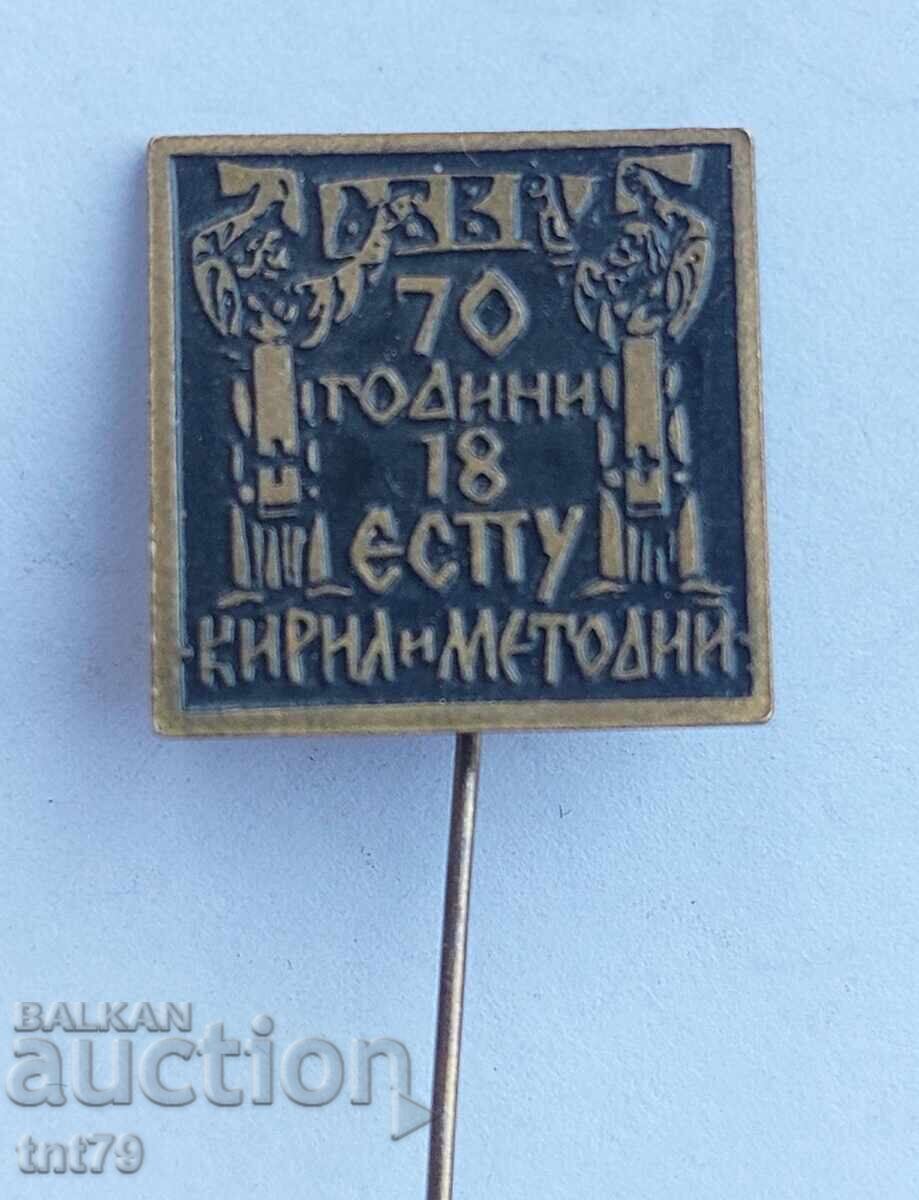 70
ГОДИНИ
18
ЕСПУ
КИРИЛ И МЕТОДИЙ
BALKAN
auction
tnt79